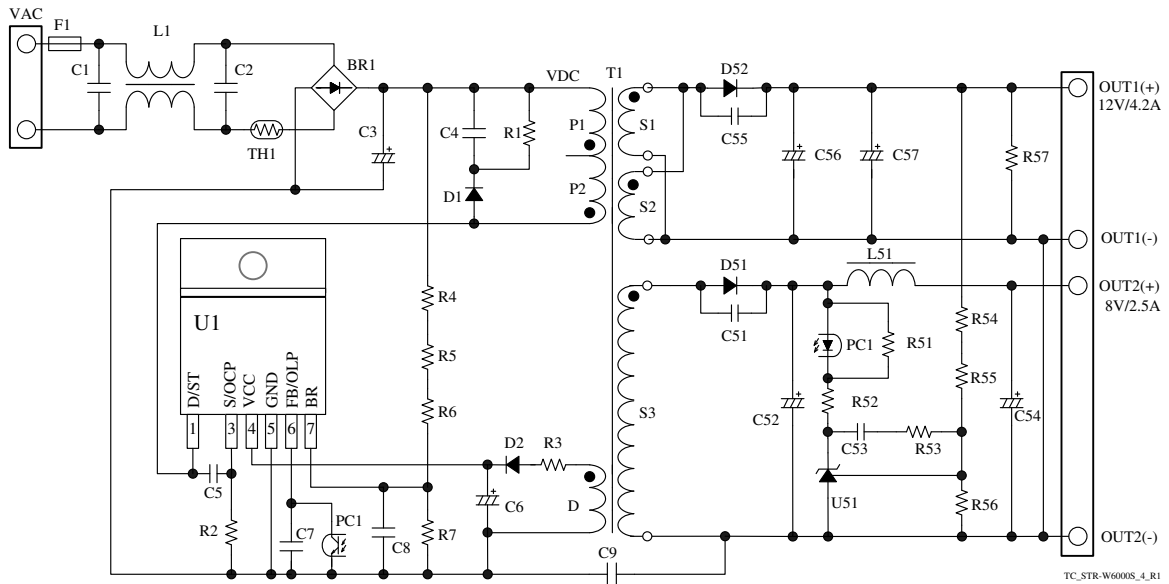 VAC
F1
L1
C1
C2
BR1
TH1
C3
C4
R1
D1
VDC
T1
P1
P2
S1
S2
D52
C55
C56
C57
R57
OUT1(+)
12V/4.2A
OUT1(-)
U1
D/ST
S/OCP
VCC
GND
FB/OLP
BR
1
3
4
5
6
7
R4
R5
R6
D51
C51
L51
OUT2(+)
8V/2.5A
PC1
R51
R54
R55
R52
C52
S3
C53
R53
C54
U51
R56
C5
R2
C7
PC1
C8
R7
D2
R3
C6
D
C9
OUT2(-)
TC_STR-W6000S_4_R1